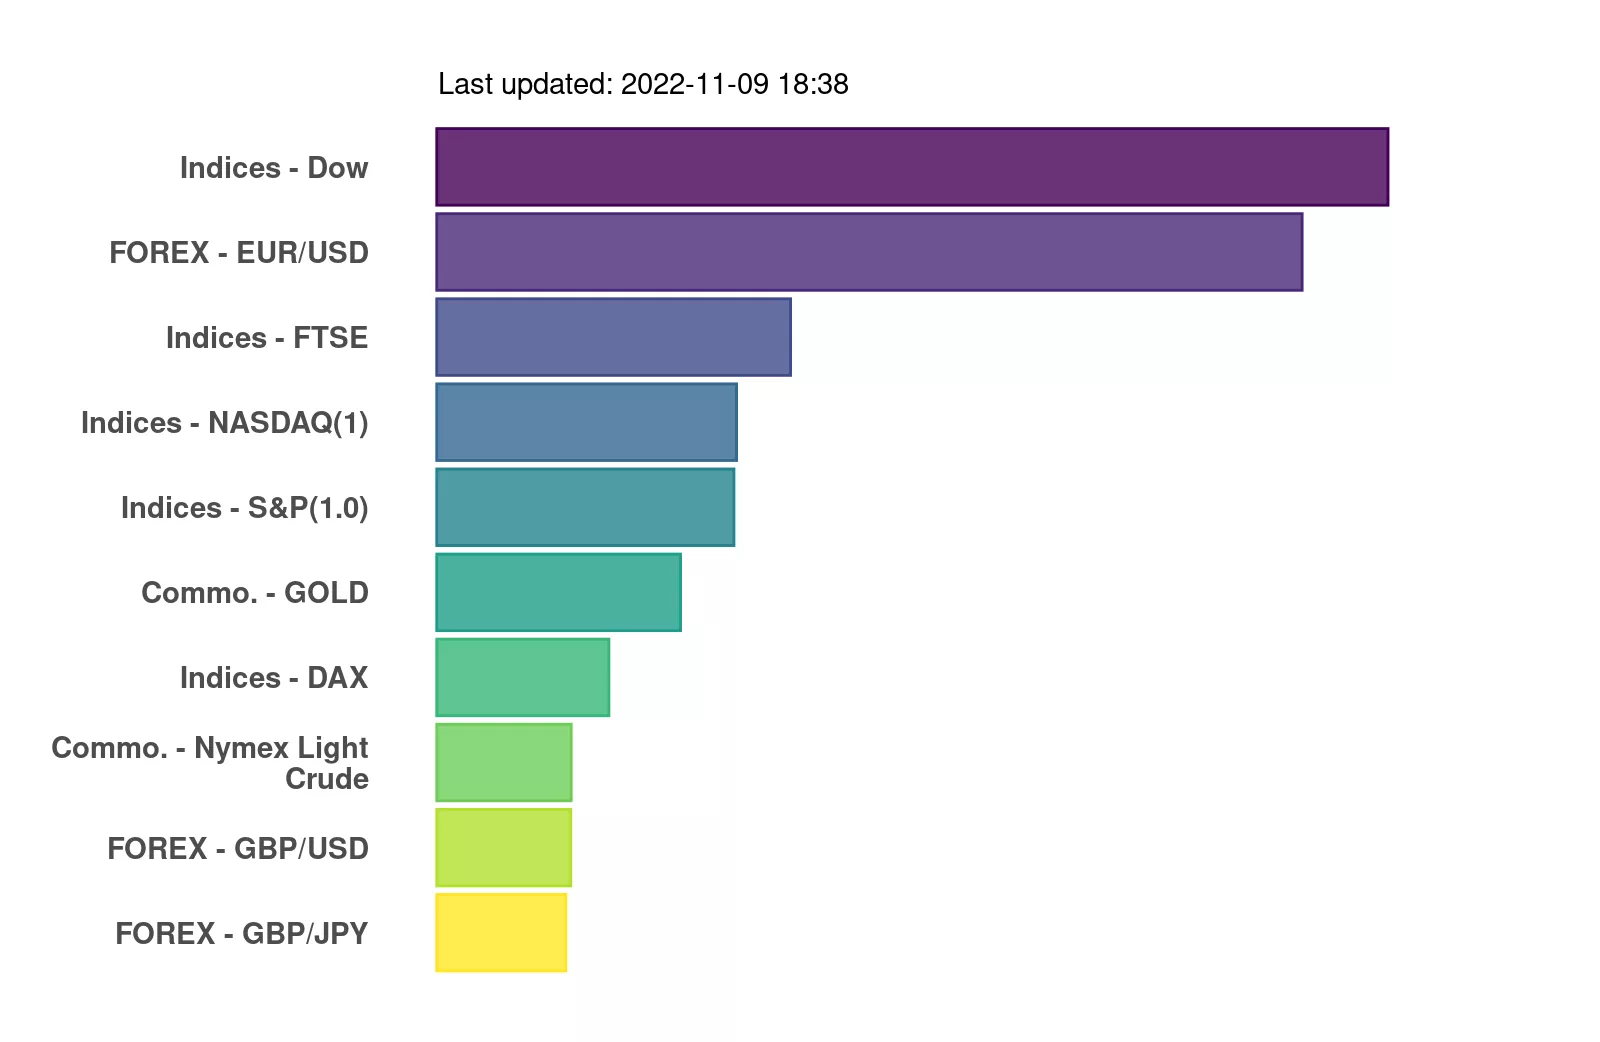 Last updated: 2022-11-09 18:38
Indices - Dow
FOREX - EUR/USD
Indices - FTSE
Indices - NASDAQ(1)
Indices - S&P(1.0)
Commo. - GOLD
Indices - DAX
Commo. - Nymex Light
Crude
FOREX - GBP/USD
FOREX - GBP/JPY